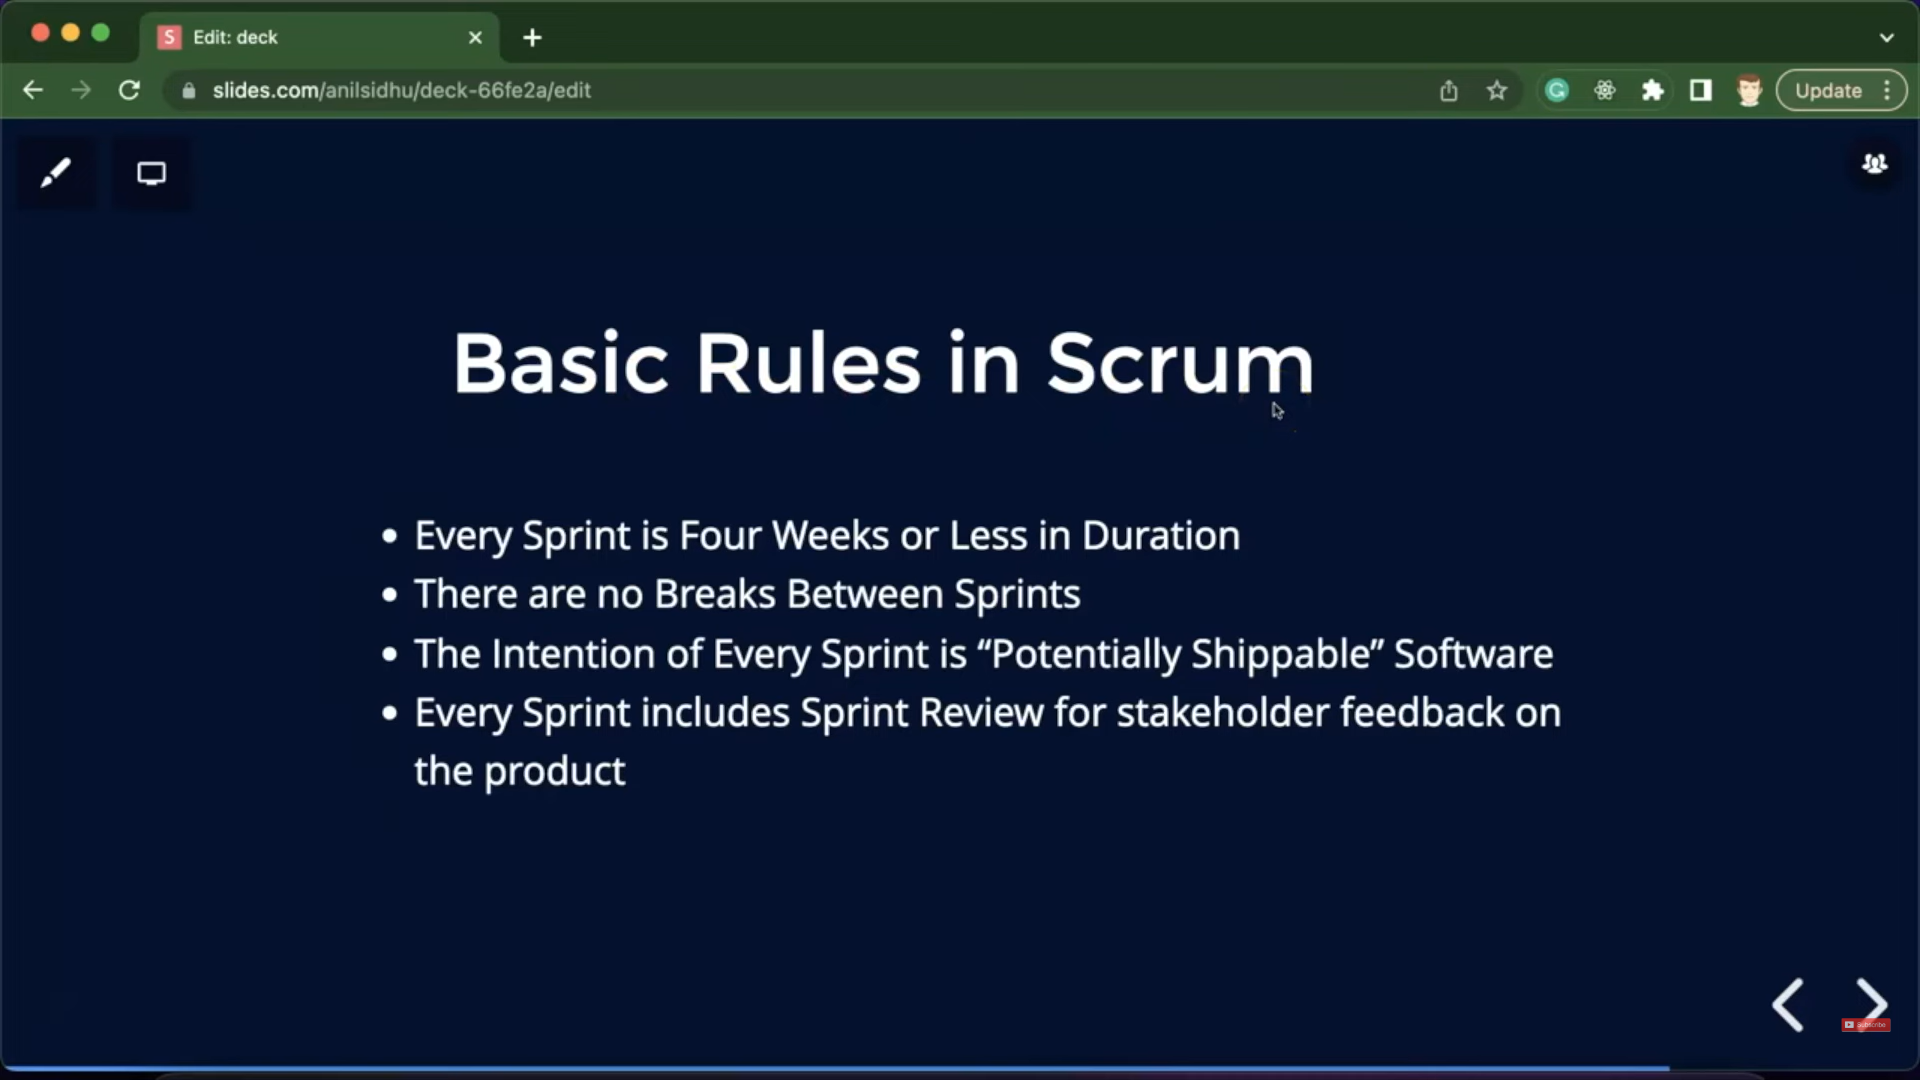 S Edit: deck
slides.com/anilsidhu/deck-66fe2a/edit
G
Update
Basic Rules in Scrum
• Every Sprint is Four Weeks or Less in Duration
• There are no Breaks Between Sprints
• The Intention of Every Sprint is “Potentially Shippable” Software
• Every Sprint includes Sprint Review for stakeholder feedback on
the product
Subscribe